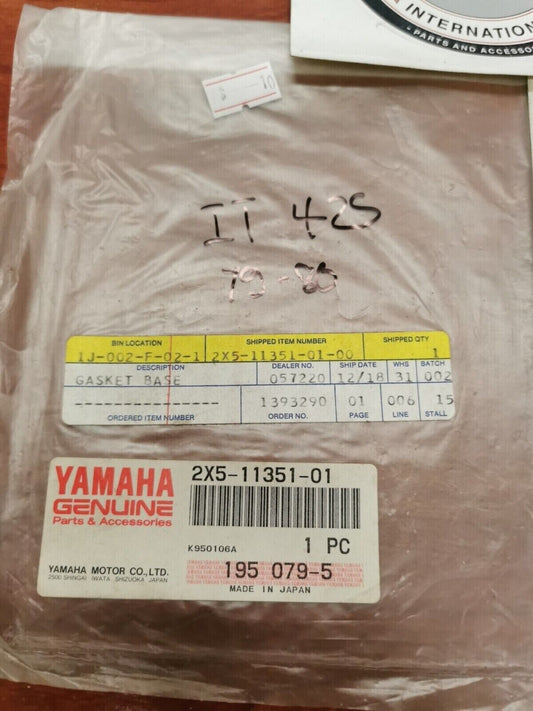 INTERNATION
PARTS AND ACCESSO
$ 10
IT 425
79-80
BIN LOCATION SHIPPED ITEM NUMBER SHIPPED QTY
1J-002-F-02-1 2X5-11351-01-00 1
DESCRIPTION DEALER NO. SHIP DATE WHS BATCH
GASKET BASE 057220 12/18 31 002
---------------- 1393290 01 006 15
ORDERED ITEM NUMBER ORDER NO. PAGE LINE STALL
YAMAHA
GENUINE
Parts & Accessories
2X5-11351-01
K950106A 1 PC
YAMAHA MOTOR CO.,LTD.
2500 SHINGAI IWATA SHIZUOKA JAPAN
195 079-5
MADE IN JAPAN